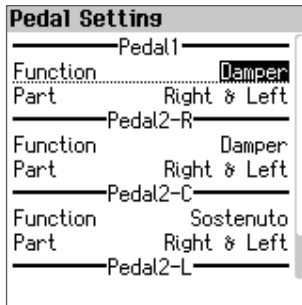 Pedal Setting
Pedal1
Function Damper
Part Right & Left
Pedal2-R
Function Damper
Part Right & Left
Pedal2-C
Function Sostenuto
Part Right & Left
Pedal2-L